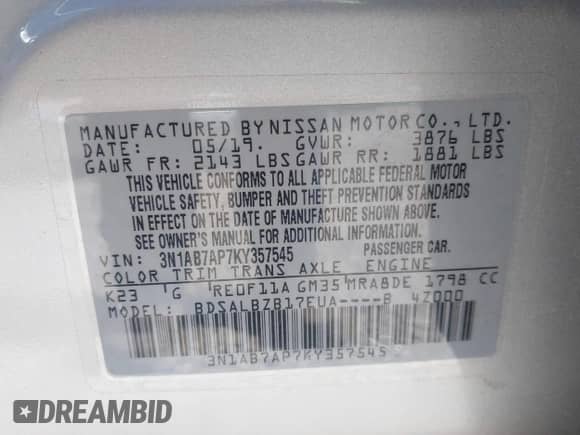 MANUFACTURED BY NISSAN MOTOR CO., LTD.
DATE: 05/19. GVWR: 3876 LBS
GAWR FR: 2143 LBS GAWR RR: 1881 LBS
THIS VEHICLE CONFORMS TO ALL APPLICABLE FEDERAL MOTOR
VEHICLE SAFETY, BUMPER AND THEFT PREVENTION STANDARDS
IN EFFECT ON THE DATE OF MANUFACTURE SHOWN ABOVE.
SEE OWNER'S MANUAL FOR ADDITIONAL INFORMATION.
VIN: 3N1AB7AP7KY357545 PASSENGER CAR.
COLOR TRIM TRANS AXLE ENGINE
K23 G RE0F11A GM35 MRA8DE 1798 CC
MODEL: BDSALBZB17EUA----B 4Z000
3N1AB7AP7KY357545
DREAMBID